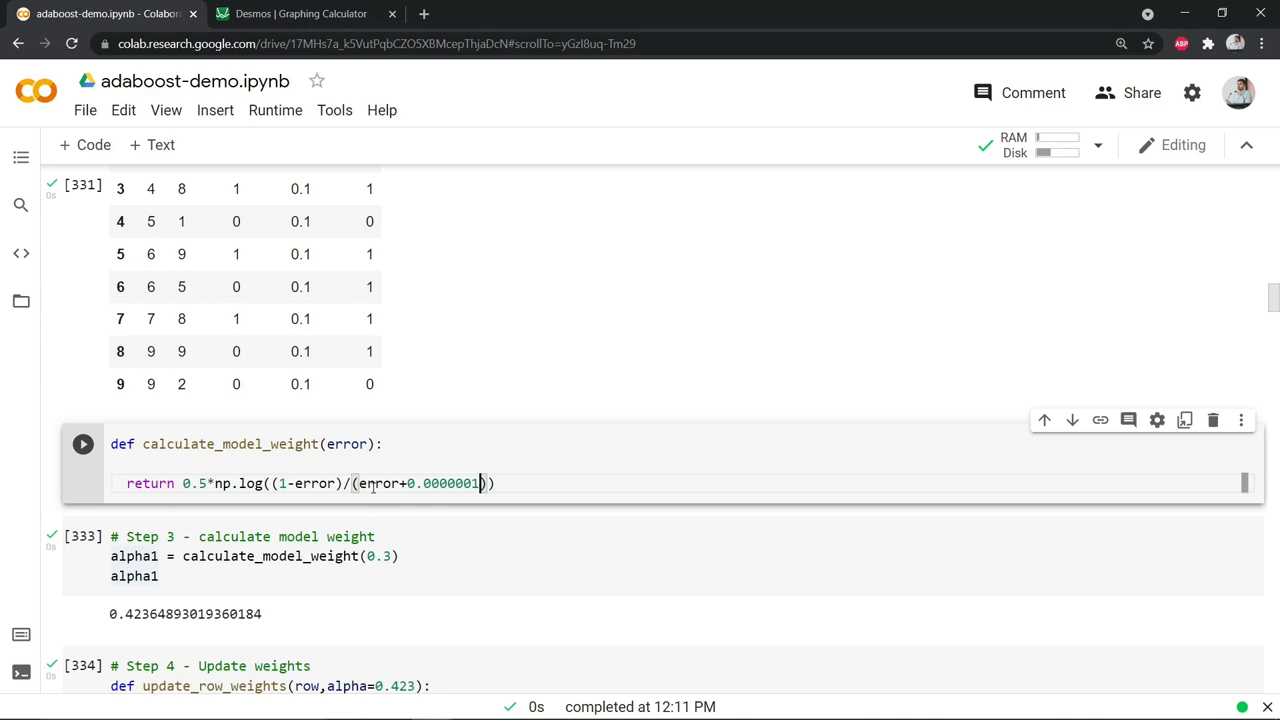 adaboost-demo.ipynb - Colabora
Desmos | Graphing Calculator
colab.research.google.com/drive/17MHs7a_k5VutPqbCZO5XBMcepThjaDcN#scrollTo=yGzI8uq-Tm29
ABP
adaboost-demo.ipynb
Comment
Share
File Edit View Insert Runtime Tools Help
+ Code + Text
RAM
Disk
Editing
[331]
3 4 8 1 0.1 1
4 5 1 0 0.1 0
5 6 9 1 0.1 1
6 6 5 0 0.1 1
7 7 8 1 0.1 1
8 9 9 0 0.1 1
9 9 2 0 0.1 0
0s
def calculate_model_weight(error):
return 0.5*np.log((1-error)/(error+0.0000001))
[333] # Step 3 - calculate model weight
0s
alpha1 = calculate_model_weight(0.3)
alpha1
0.42364893019360184
[334] # Step 4 - Update weights
0s
def update_row_weights(row,alpha=0.423):
0s completed at 12:11 PM